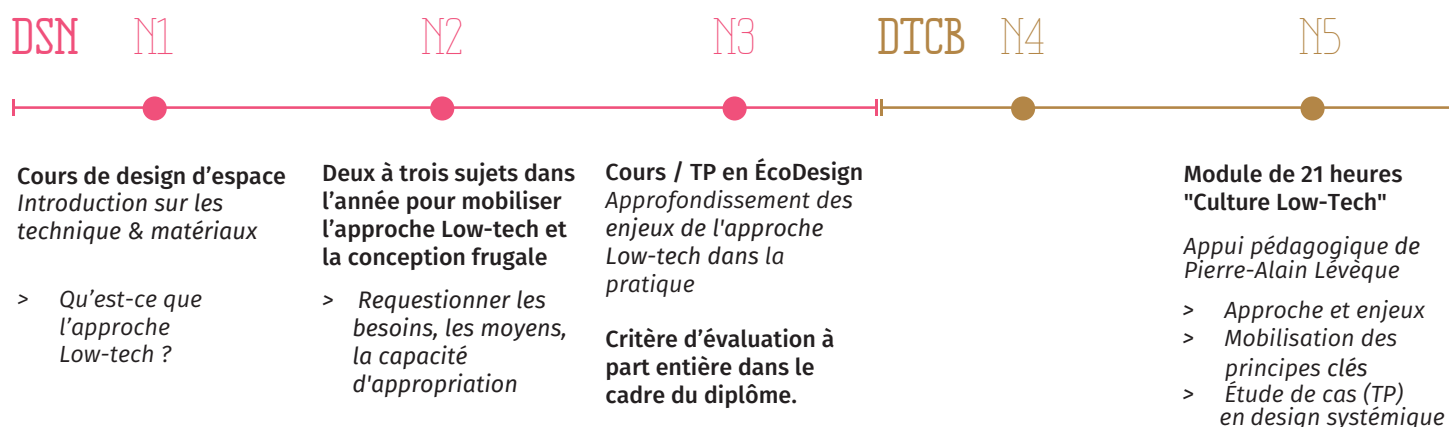 DSN N1 N2 N3 DTCB N4 N5
Cours de design d’espace
Introduction sur les
technique & matériaux
> Qu’est-ce que
l’approche
Low-tech ?
Deux à trois sujets dans
l’année pour mobiliser
l’approche Low-tech et
la conception frugale
> Requestionner les
besoins, les moyens,
la capacité
d'appropriation
Cours / TP en ÉcoDesign
Approfondissement des
enjeux de l'approche
Low-tech dans la
pratique
Critère d’évaluation à
part entière dans le
cadre du diplôme.
Module de 21 heures
"Culture Low-Tech"
Appui pédagogique de
Pierre-Alain Lévèque
> Approche et enjeux
> Mobilisation des
principes clés
> Étude de cas (TP)
en design systémique